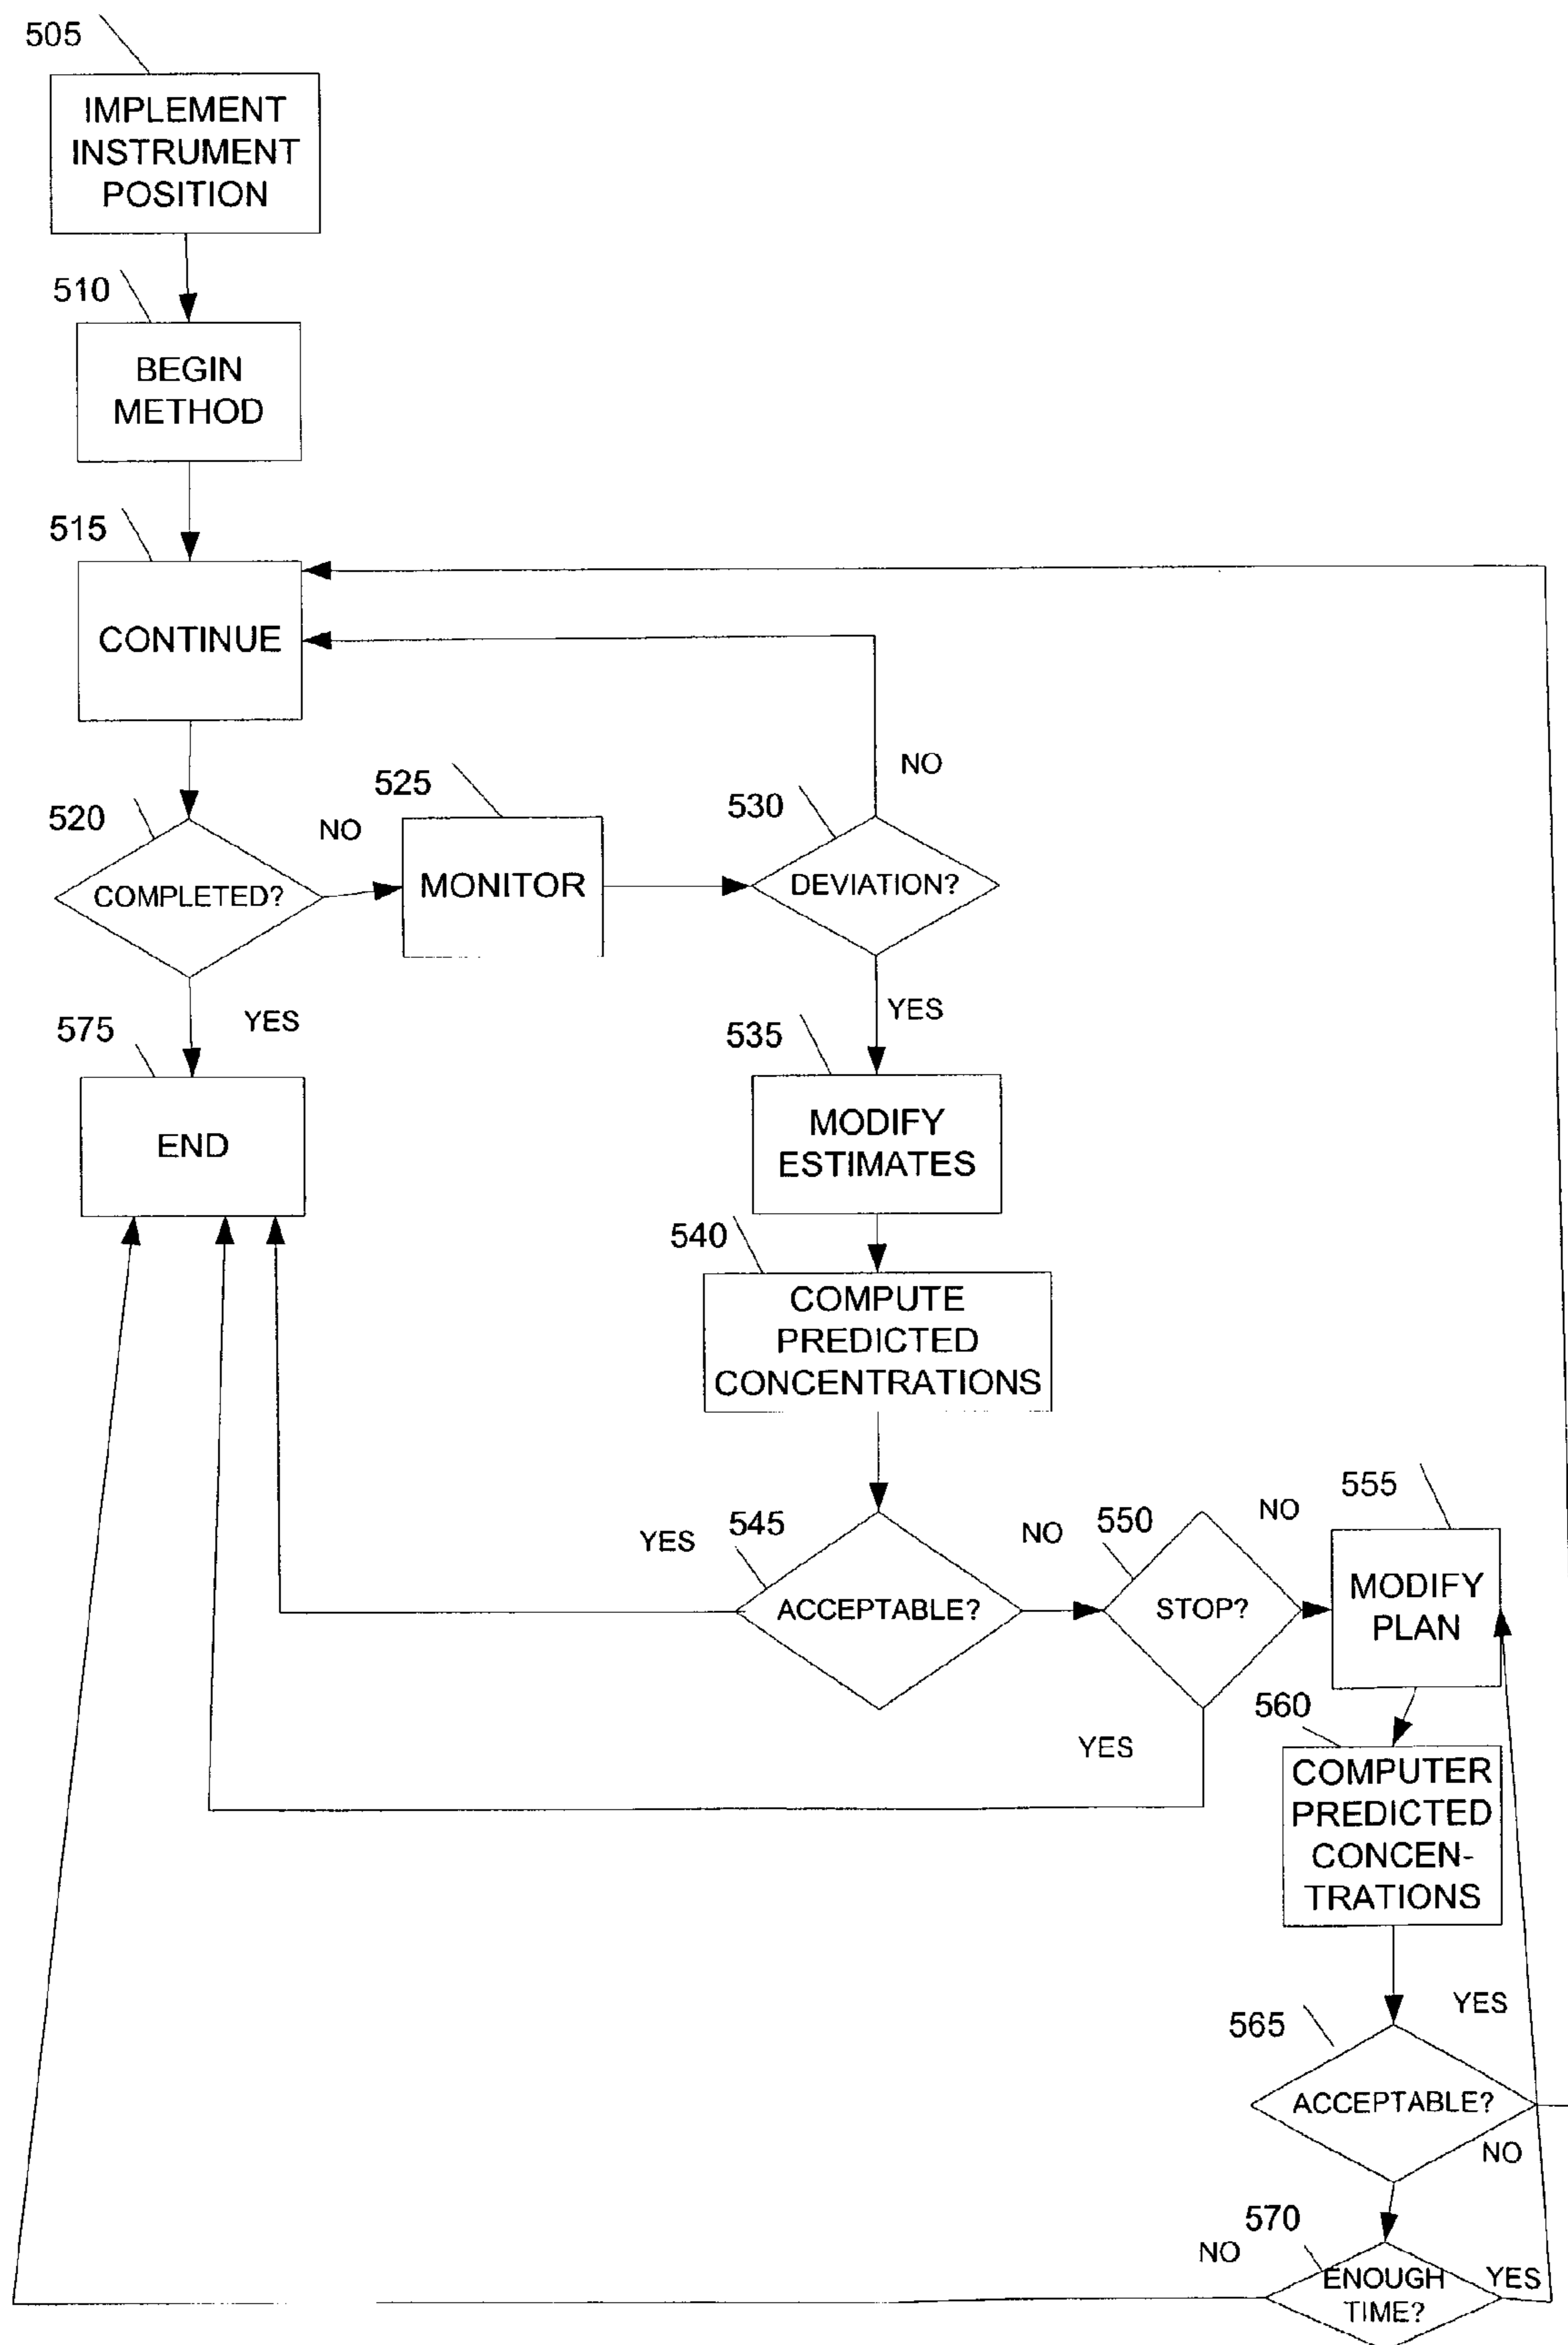 505
IMPLEMENT
INSTRUMENT
POSITION
510
BEGIN
METHOD
515
CONTINUE
520
COMPLETED?
NO
525
MONITOR
530
DEVIATION?
NO
YES
575
END
YES
535
MODIFY
ESTIMATES
540
COMPUTE
PREDICTED
CONCENTRATIONS
YES
545
ACCEPTABLE?
NO
550
STOP?
NO
YES
555
MODIFY
PLAN
560
COMPUTER
PREDICTED
CONCEN-
TRATIONS
YES
565
ACCEPTABLE?
NO
570
NO
ENOUGH
TIME?
YES